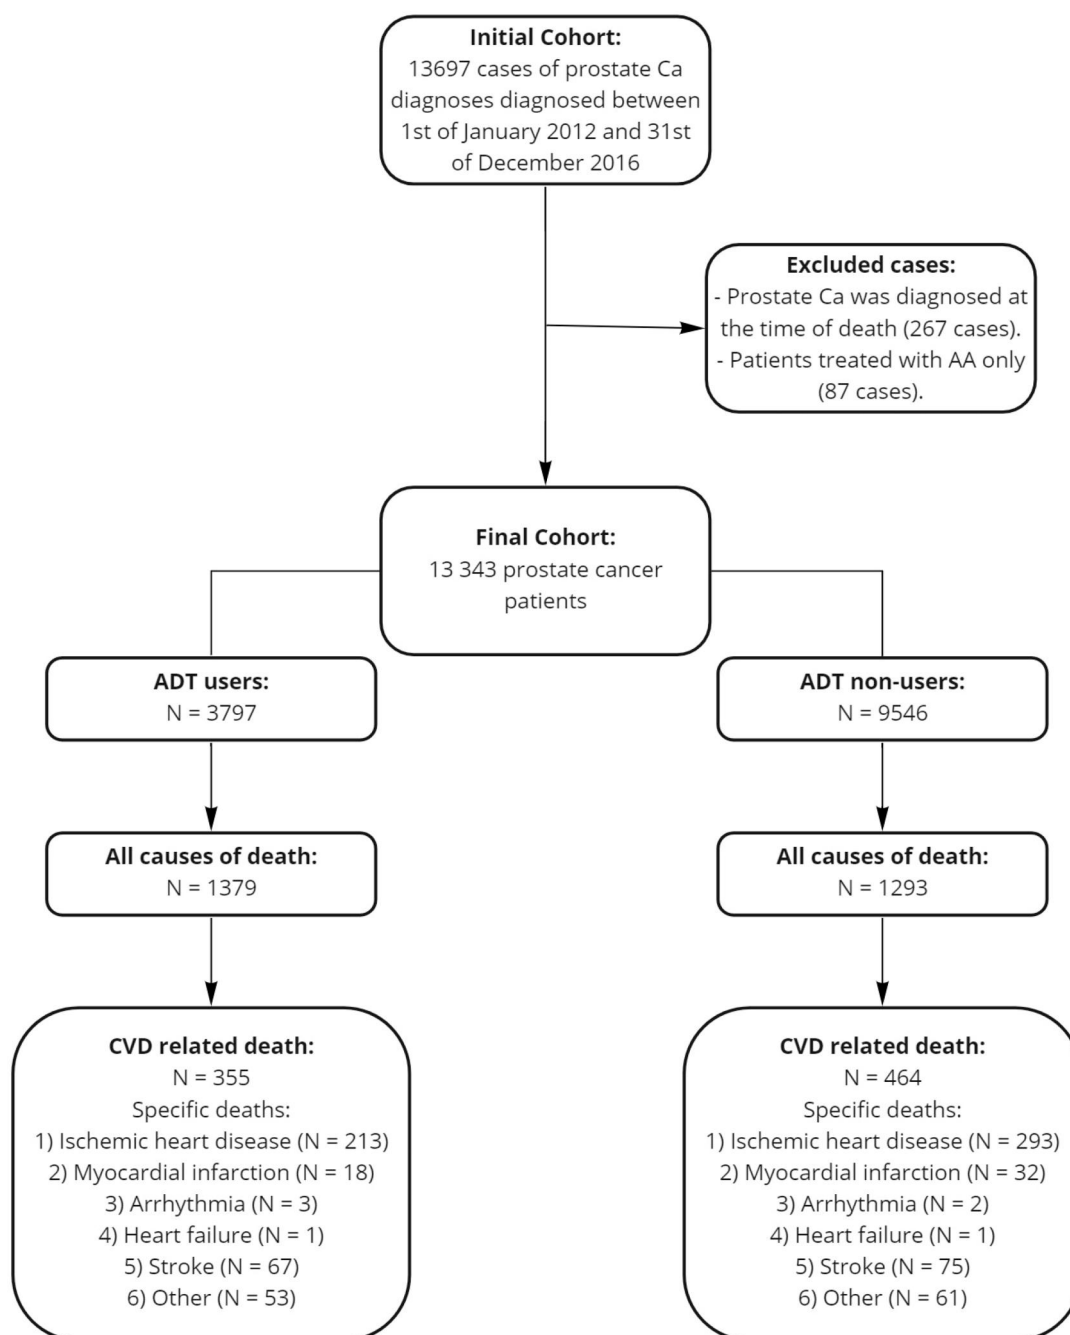 Initial Cohort:
13697 cases of prostate Ca
diagnoses diagnosed between
1st of January 2012 and 31st
of December 2016
Excluded cases:
- Prostate Ca was diagnosed at
the time of death (267 cases).
- Patients treated with AA only
(87 cases).
Final Cohort:
13 343 prostate cancer
patients
ADT users:
N = 3797
ADT non-users:
N = 9546
All causes of death:
N = 1379
All causes of death:
N = 1293
CVD related death:
N = 355
Specific deaths:
1) Ischemic heart disease (N = 213)
2) Myocardial infarction (N = 18)
3) Arrhythmia (N = 3)
4) Heart failure (N = 1)
5) Stroke (N = 67)
6) Other (N = 53)
CVD related death:
N = 464
Specific deaths:
1) Ischemic heart disease (N = 293)
2) Myocardial infarction (N = 32)
3) Arrhythmia (N = 2)
4) Heart failure (N = 1)
5) Stroke (N = 75)
6) Other (N = 61)